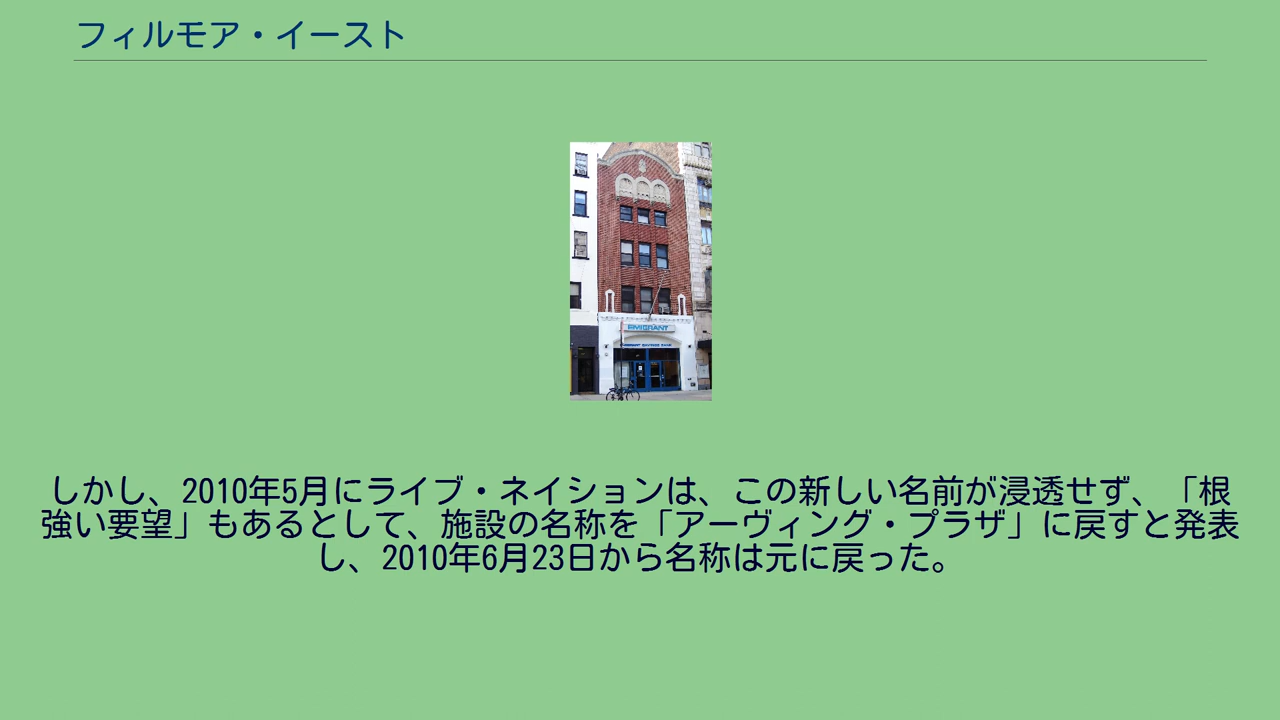 フィルモア・イースト
EMIGRANT
EMIGRANT SAVINGS BANK
しかし、2010年5月にライブ・ネイションは、この新しい名前が浸透せず、「根
強い要望」もあるとして、施設の名称を「アーヴィング・プラザ」に戻すと発表
し、2010年6月23日から名称は元に戻った。